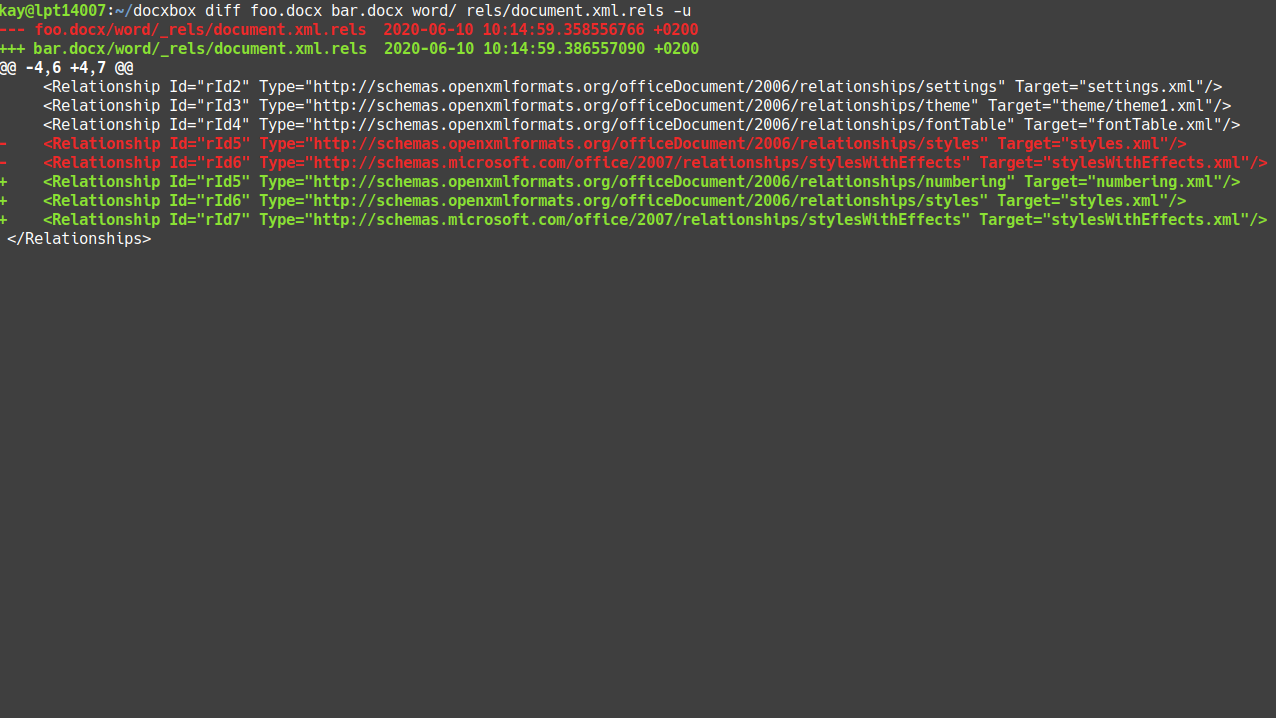 kay@lpt14007:~/docxbox diff foo.docx bar.docx word/ rels/document.xml.rels -u
--- foo.docx/word/_rels/document.xml.rels  2020-06-10 10:14:59.358556766 +0200
+++ bar.docx/word/_rels/document.xml.rels  2020-06-10 10:14:59.386557090 +0200
@@ -4,6 +4,7 @@
     <Relationship Id="rId2" Type="http://schemas.openxmlformats.org/officeDocument/2006/relationships/settings" Target="settings.xml"/>
     <Relationship Id="rId3" Type="http://schemas.openxmlformats.org/officeDocument/2006/relationships/theme" Target="theme/theme1.xml"/>
     <Relationship Id="rId4" Type="http://schemas.openxmlformats.org/officeDocument/2006/relationships/fontTable" Target="fontTable.xml"/>
-    <Relationship Id="rId5" Type="http://schemas.openxmlformats.org/officeDocument/2006/relationships/styles" Target="styles.xml"/>
-    <Relationship Id="rId6" Type="http://schemas.microsoft.com/office/2007/relationships/stylesWithEffects" Target="stylesWithEffects.xml"/>
+    <Relationship Id="rId5" Type="http://schemas.openxmlformats.org/officeDocument/2006/relationships/numbering" Target="numbering.xml"/>
+    <Relationship Id="rId6" Type="http://schemas.openxmlformats.org/officeDocument/2006/relationships/styles" Target="styles.xml"/>
+    <Relationship Id="rId7" Type="http://schemas.microsoft.com/office/2007/relationships/stylesWithEffects" Target="stylesWithEffects.xml"/>
 </Relationships>